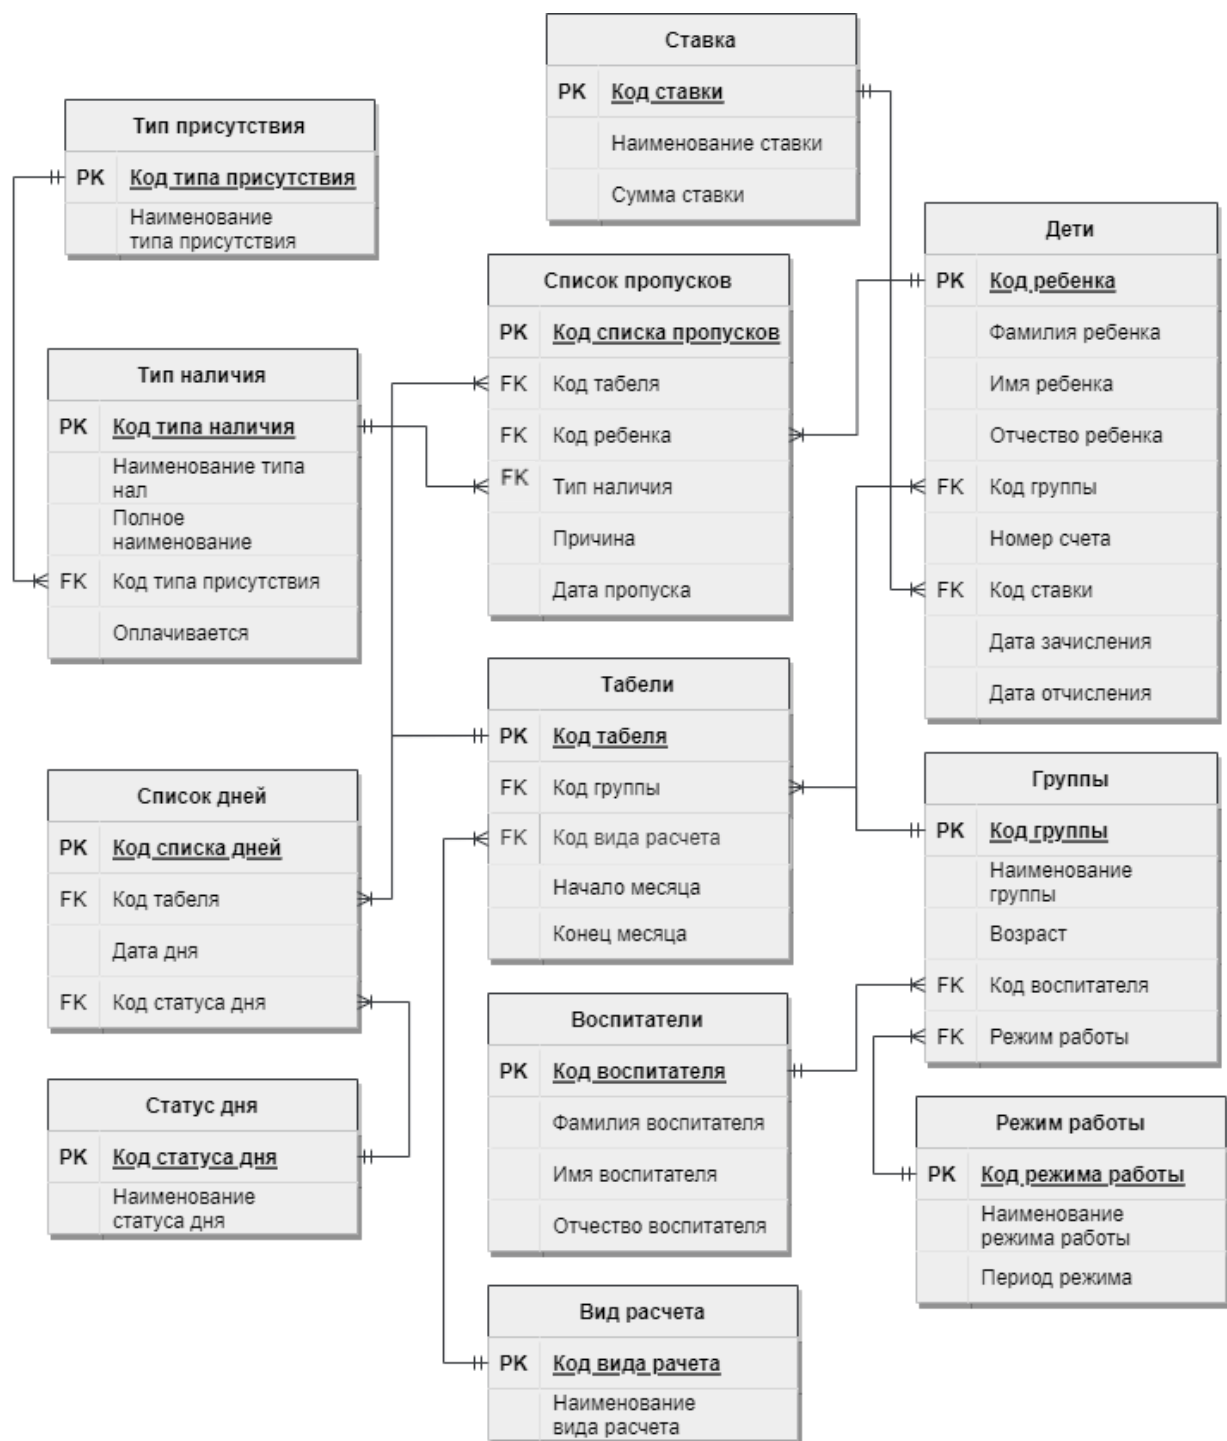 Ставка
PK Код ставки
Наименование ставки
Сумма ставки
Тип присутствия
PK Код типа присутствия
Наименование
типа присутствия
Дети
PK Код ребенка
Фамилия ребенка
Имя ребенка
Отчество ребенка
FK Код группы
Номер счета
FK Код ставки
Дата зачисления
Дата отчисления
Список пропусков
PK Код списка пропусков
FK Код табеля
FK Код ребенка
FK Тип наличия
Причина
Дата пропуска
Тип наличия
PK Код типа наличия
Наименование типа
нал
Полное
наименование
FK Код типа присутствия
Оплачивается
Табели
PK Код табеля
FK Код группы
FK Код вида расчета
Начало месяца
Конец месяца
Группы
PK Код группы
Наименование
группы
Возраст
FK Код воспитателя
FK Режим работы
Список дней
PK Код списка дней
FK Код табеля
Дата дня
FK Код статуса дня
Воспитатели
PK Код воспитателя
Фамилия воспитателя
Имя воспитателя
Отчество воспитателя
Статус дня
PK Код статуса дня
Наименование
статуса дня
Режим работы
PK Код режима работы
Наименование
режима работы
Период режима
Вид расчета
PK Код вида рачета
Наименование
вида расчета